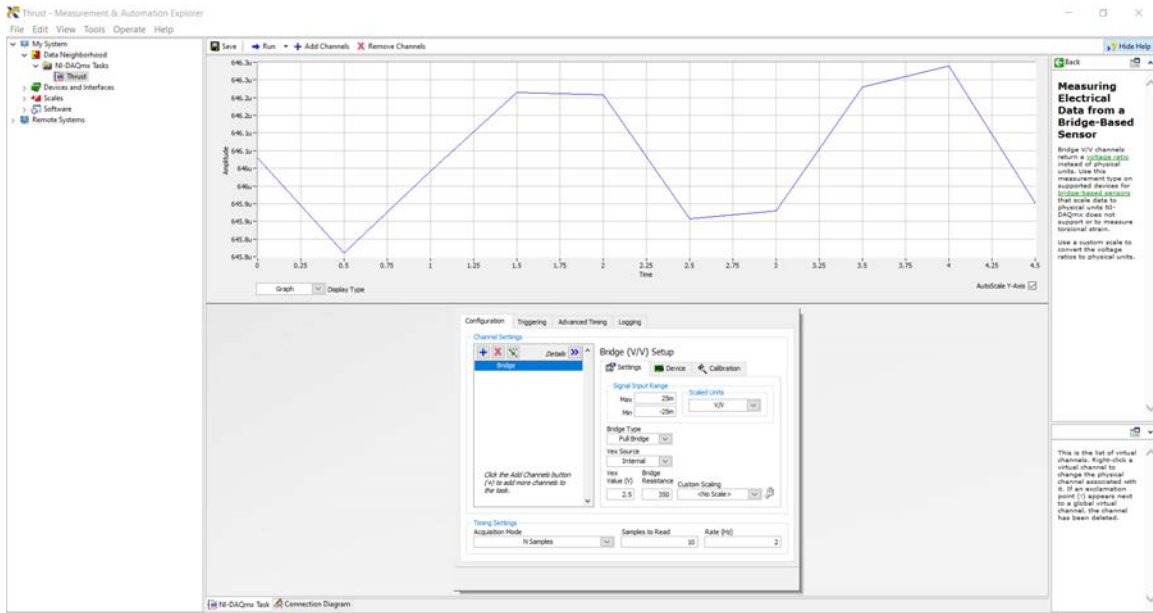 Thrust - Measurement & Automation Explorer
File Edit View Tools Operate Help
My System
Data Neighborhood
NI-DAQmx Tasks
Thrust
Devices and Interfaces
Scales
Software
Remote Systems
Save Run Add Channels Remove Channels
Hide Help
646.3u
646.3u
646.2u
646.2u
646.1u
646.1u
646u
646u
645.9u
645.9u
645.8u
645.8u
Amplitude
0 0.25 0.5 0.75 1 1.25 1.5 1.75 2 2.25 2.5 2.75 3 3.25 3.5 3.75 4 4.25 4.5
Time
Graph Display Type
AutoScale Y-Axis
Configuration Triggering Advanced Timing Logging
Channel Settings
Details
Bridge
Click the Add Channels button
(+) to add more channels to
the task.
Bridge (V/V) Setup
Settings Device Calibration
Signal Input Range
Max 25m
Min -25m
Scaled Units
V/V
Bridge Type
Full Bridge
Vex Source
Internal
Vex
Value (V)
2.5
Bridge
Resistance
350
Custom Scaling
<No Scale>
Timing Settings
Acquisition Mode
N Samples
Samples to Read
10
Rate (Hz)
2
NI-DAQmx Task Connection Diagram
Back
Measuring
Electrical
Data from a
Bridge-Based
Sensor
Bridge V/V channels
return a voltage ratio
instead of physical
units. Use this
measurement type on
supported devices for
bridge-based sensors
that scale data to
physical units NI-
DAQmx does not
support or to measure
torsional strain.
Use a custom scale to
convert the voltage
ratios to physical units.
This is the list of virtual
channels. Right-click a
virtual channel to
change the physical
channel associated with
it. If an exclamation
point (!) appears next
to a global virtual
channel, the channel
has been deleted.